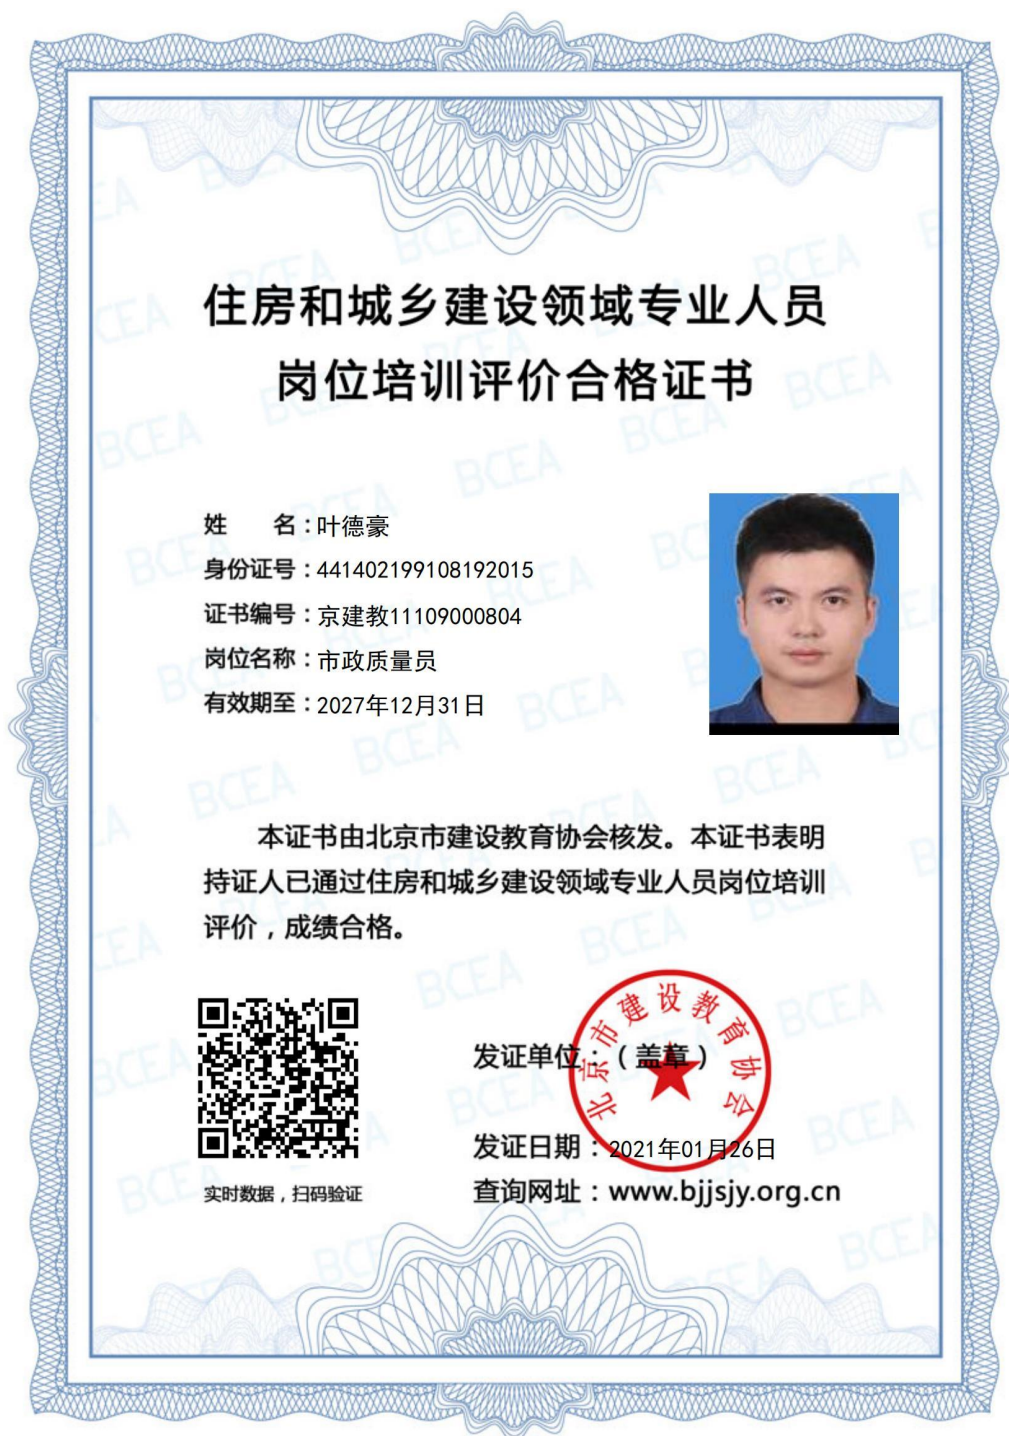 住房和城乡建设领域专业人员
岗位培训评价合格证书
姓 名：叶德豪
身份证号：441402199108192015
证书编号：京建教11109000804
岗位名称：市政质量员
有效期至：2027年12月31日
本证书由北京市建设教育协会核发。本证书表明
持证人已通过住房和城乡建设领域专业人员岗位培训
评价，成绩合格。
发证单位：（盖章）
北京市建设教育协会
发证日期：2021年01月26日
实时数据，扫码验证
查询网址：www.bjjsjy.org.cn
BCEA